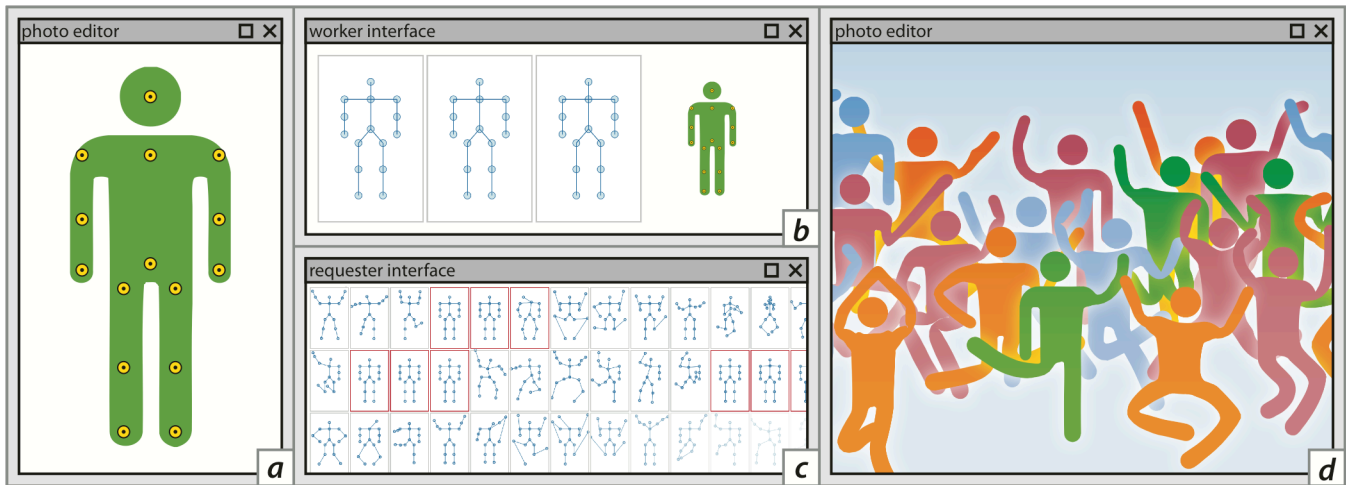 photo editor
a
worker interface
b
requester interface
c
photo editor
d